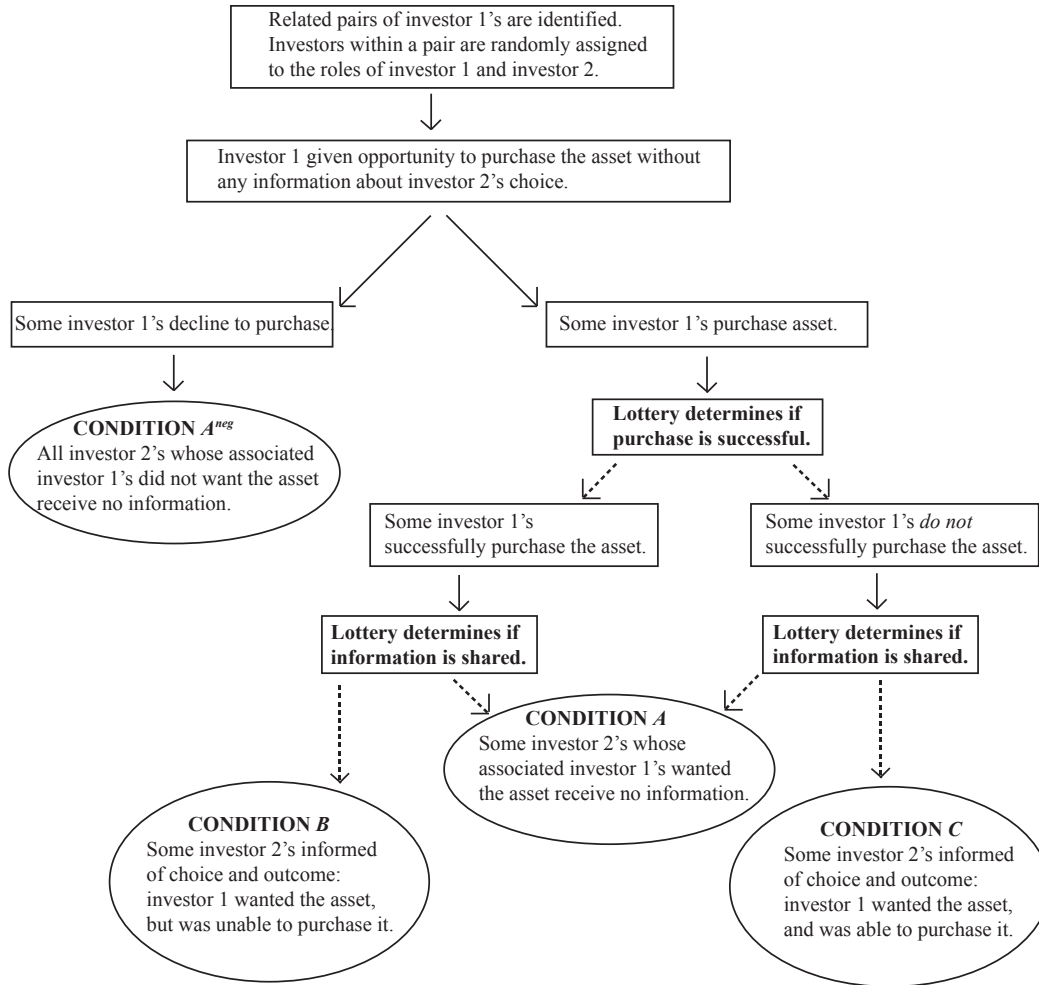 Related pairs of investor 1's are identified.
Investors within a pair are randomly assigned
to the roles of investor 1 and investor 2.
Investor 1 given opportunity to purchase the asset without
any information about investor 2's choice.
Some investor 1's decline to purchase.
Some investor 1's purchase asset.
CONDITION A^neg
All investor 2's whose associated
investor 1's did not want the asset
receive no information.
Lottery determines if
purchase is successful.
Some investor 1's
successfully purchase the asset.
Some investor 1's do not
successfully purchase the asset.
Lottery determines if
information is shared.
Lottery determines if
information is shared.
CONDITION A
Some investor 2's whose
associated investor 1's wanted
the asset receive no information.
CONDITION B
Some investor 2's informed
of choice and outcome:
investor 1 wanted the asset,
but was unable to purchase it.
CONDITION C
Some investor 2's informed
of choice and outcome:
investor 1 wanted the asset,
and was able to purchase it.